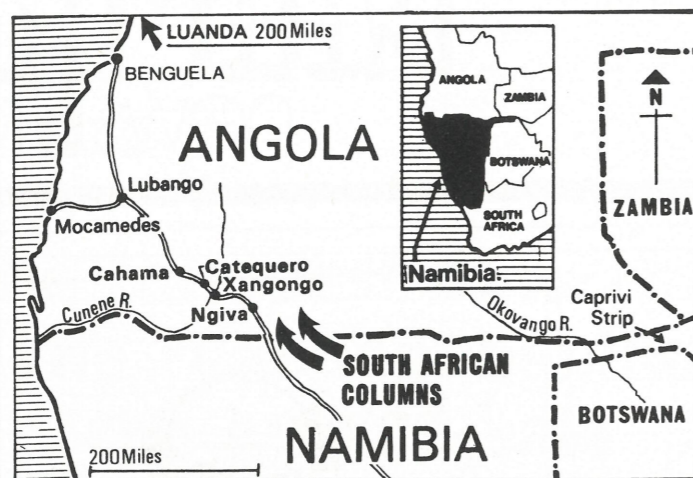 LUANDA 200 Miles
BENGUELA
ANGOLA
Lubango
Mocamedes
Cahama
Catequero
Xangongo
Ngiva
Cunene R.
SOUTH AFRICAN
COLUMNS
NAMIBIA
200 Miles
ANGOLA
ZAMBIA
BOTSWANA
SOUTH
AFRICA
Namibia
N
ZAMBIA
Okovango R.
Caprivi
Strip
BOTSWANA